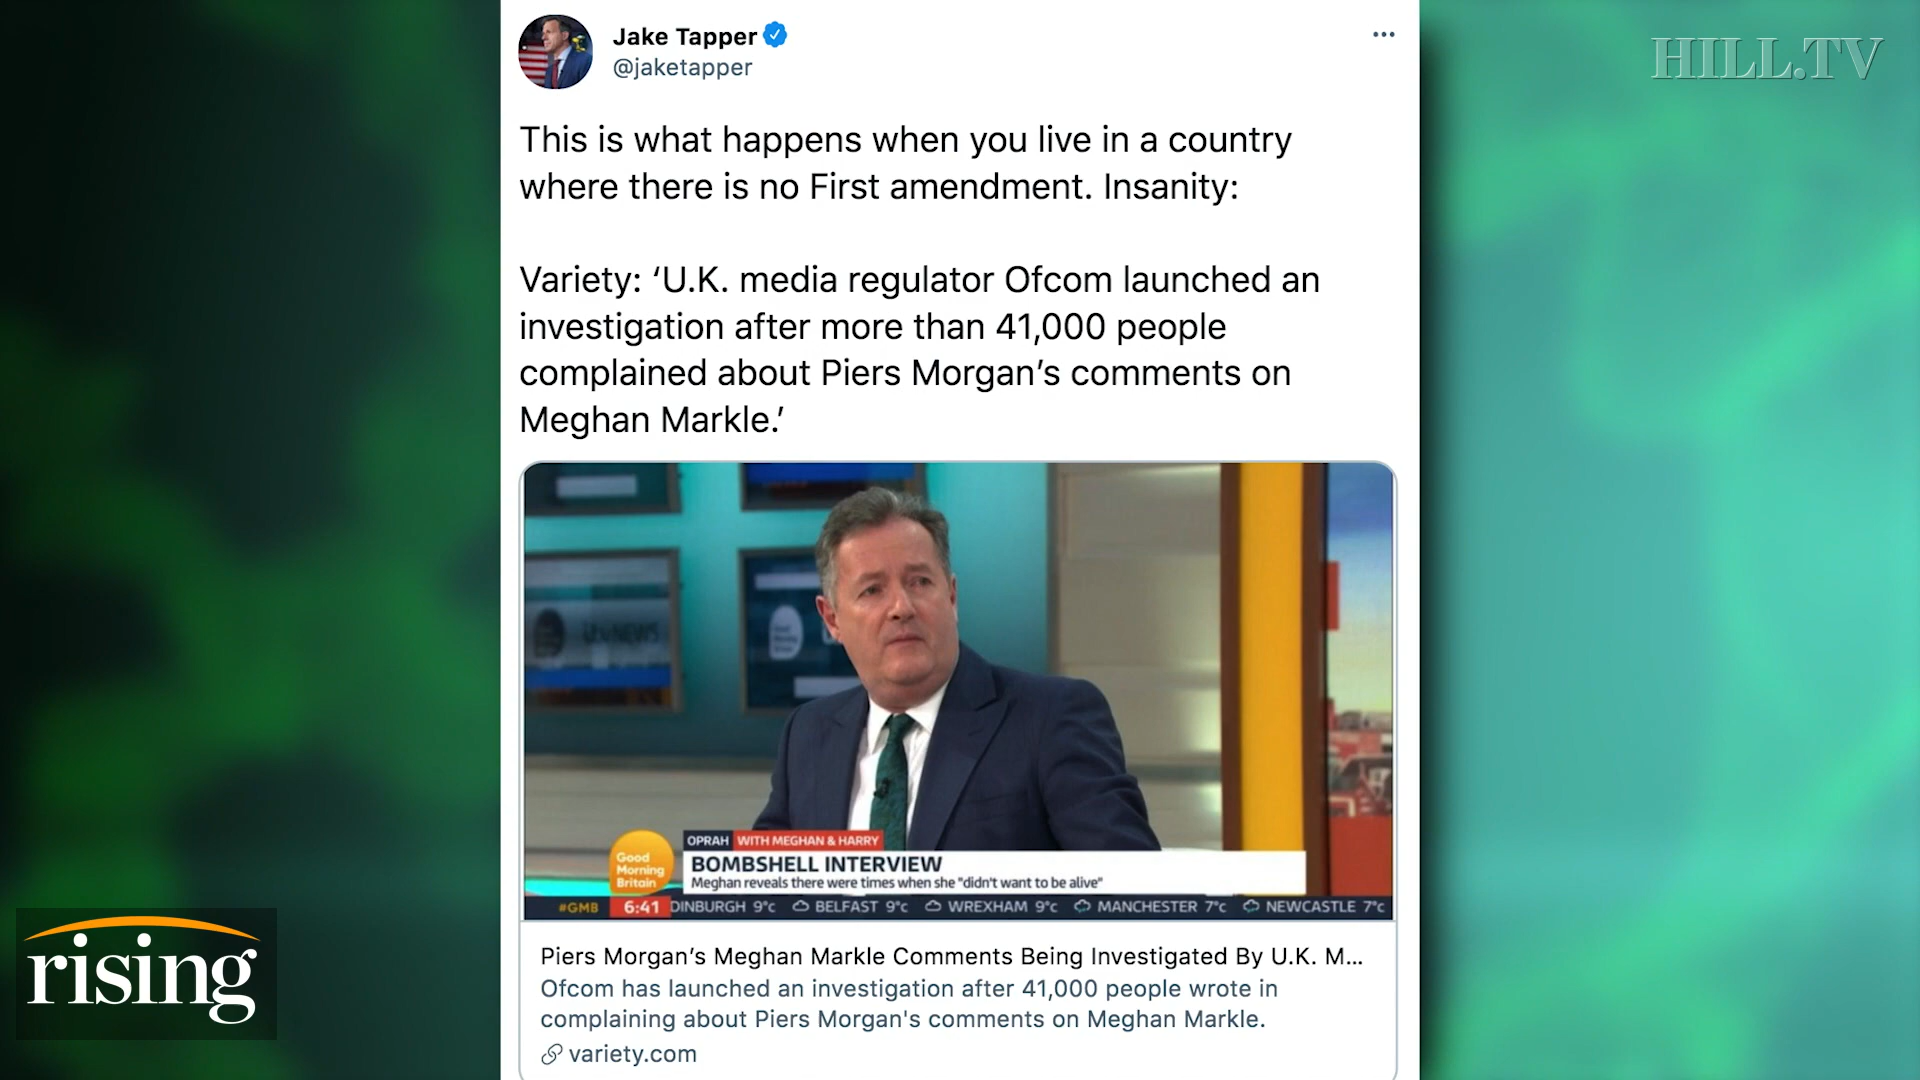 HILL.TV
Jake Tapper
@jaketapper
This is what happens when you live in a country
where there is no First amendment. Insanity:
Variety: ‘U.K. media regulator Ofcom launched an
investigation after more than 41,000 people
complained about Piers Morgan’s comments on
Meghan Markle.’
itv NEWS
Good
Morning
Britain
OPRAH WITH MEGHAN & HARRY
BOMBSHELL INTERVIEW
Meghan reveals there were times when she "didn't want to be alive"
#GMB 6:41 DINBURGH 9°c BELFAST 9°c WREXHAM 9°c MANCHESTER 7°c NEWCASTLE 7°c
Piers Morgan’s Meghan Markle Comments Being Investigated By U.K. M...
Ofcom has launched an investigation after 41,000 people wrote in
complaining about Piers Morgan's comments on Meghan Markle.
variety.com
rising